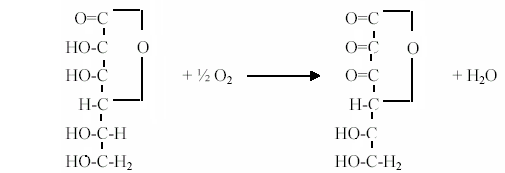 O=C O=C
HO-C O O=C O
HO-C + ½ O₂ O=C + H₂O
H-C H-C
HO-C-H HO-C
HO-C-H₂ HO-C-H₂